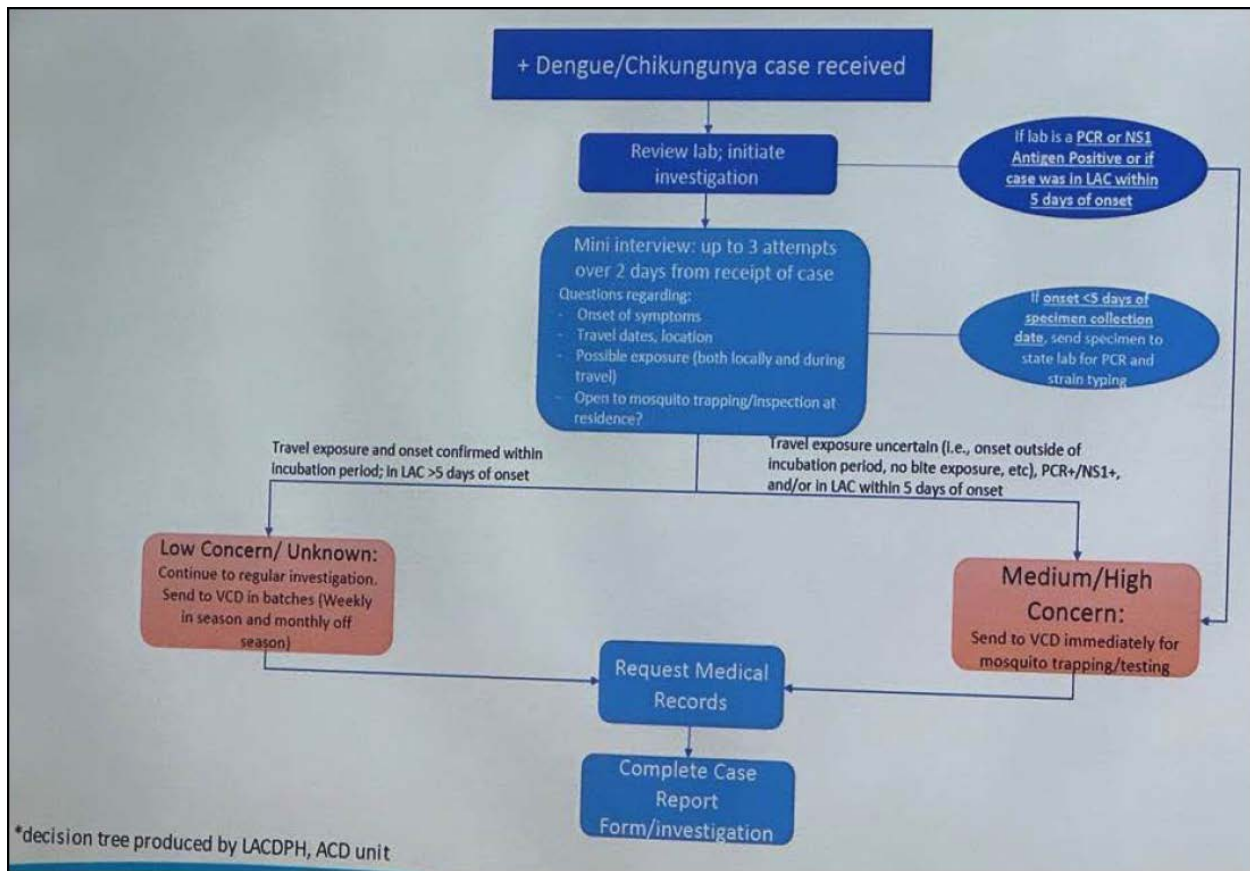 + Dengue/Chikungunya case received
Review lab; initiate
investigation
If lab is a PCR or NS1
Antigen Positive or if
case was in LAC within
5 days of onset
Mini interview: up to 3 attempts
over 2 days from receipt of case
Questions regarding:
- Onset of symptoms
- Travel dates, location
- Possible exposure (both locally and during
travel)
- Open to mosquito trapping/inspection at
residence?
If onset <5 days of
specimen collection
date, send specimen to
state lab for PCR and
strain typing
Travel exposure and onset confirmed within
incubation period; in LAC >5 days of onset
Travel exposure uncertain (i.e., onset outside of
incubation period, no bite exposure, etc), PCR+/NS1+,
and/or in LAC within 5 days of onset
Low Concern/ Unknown:
Continue to regular investigation.
Send to VCD in batches (Weekly
in season and monthly off
season)
Medium/High
Concern:
Send to VCD immediately for
mosquito trapping/testing
Request Medical
Records
Complete Case
Report
Form/investigation
*decision tree produced by LACDPH, ACD unit